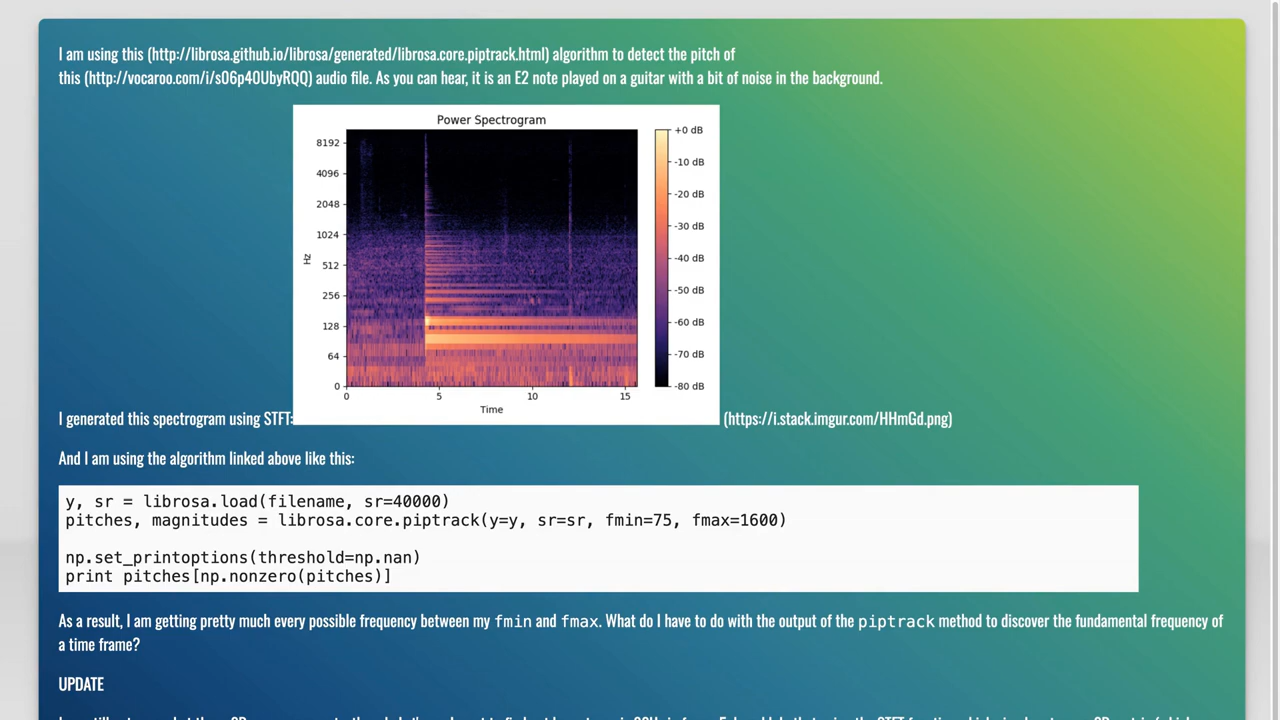 I am using this (http://librosa.github.io/librosa/generated/librosa.core.piptrack.html) algorithm to detect the pitch of
this (http://vocaroo.com/i/s06p40UbyRQQ) audio file. As you can hear, it is an E2 note played on a guitar with a bit of noise in the background.
Power Spectrogram
8192
4096
2048
1024
512
256
128
64
0
Hz
0 5 10 15
Time
+0 dB
-10 dB
-20 dB
-30 dB
-40 dB
-50 dB
-60 dB
-70 dB
-80 dB
I generated this spectrogram using STFT: (https://i.stack.imgur.com/HHmGd.png)
And I am using the algorithm linked above like this:
y, sr = librosa.load(filename, sr=40000)
pitches, magnitudes = librosa.core.piptrack(y=y, sr=sr, fmin=75, fmax=1600)
np.set_printoptions(threshold=np.nan)
print pitches[np.nonzero(pitches)]
As a result, I am getting pretty much every possible frequency between my fmin and fmax. What do I have to do with the output of the piptrack method to discover the fundamental frequency of
a time frame?
UPDATE